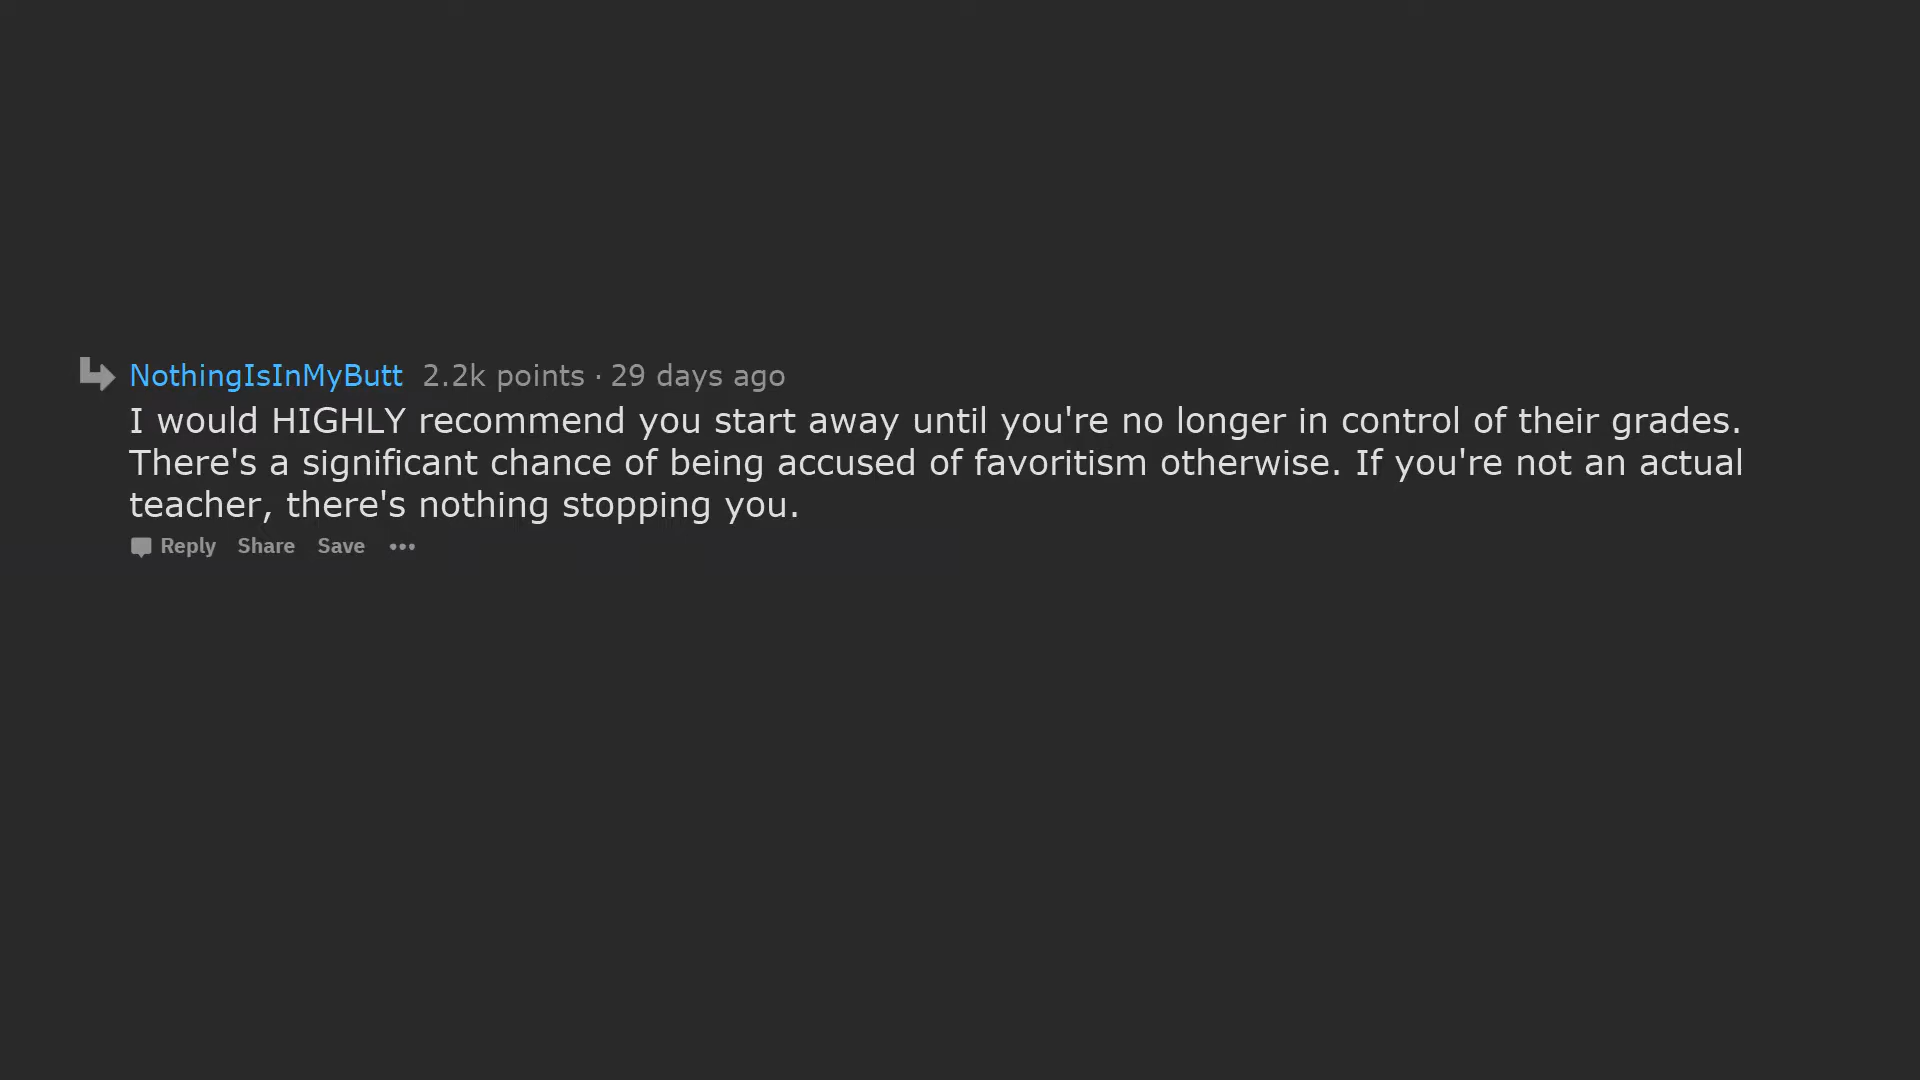 NothingIsInMyButt 2.2k points · 29 days ago
I would HIGHLY recommend you start away until you're no longer in control of their grades.
There's a significant chance of being accused of favoritism otherwise. If you're not an actual
teacher, there's nothing stopping you.
Reply Share Save •••